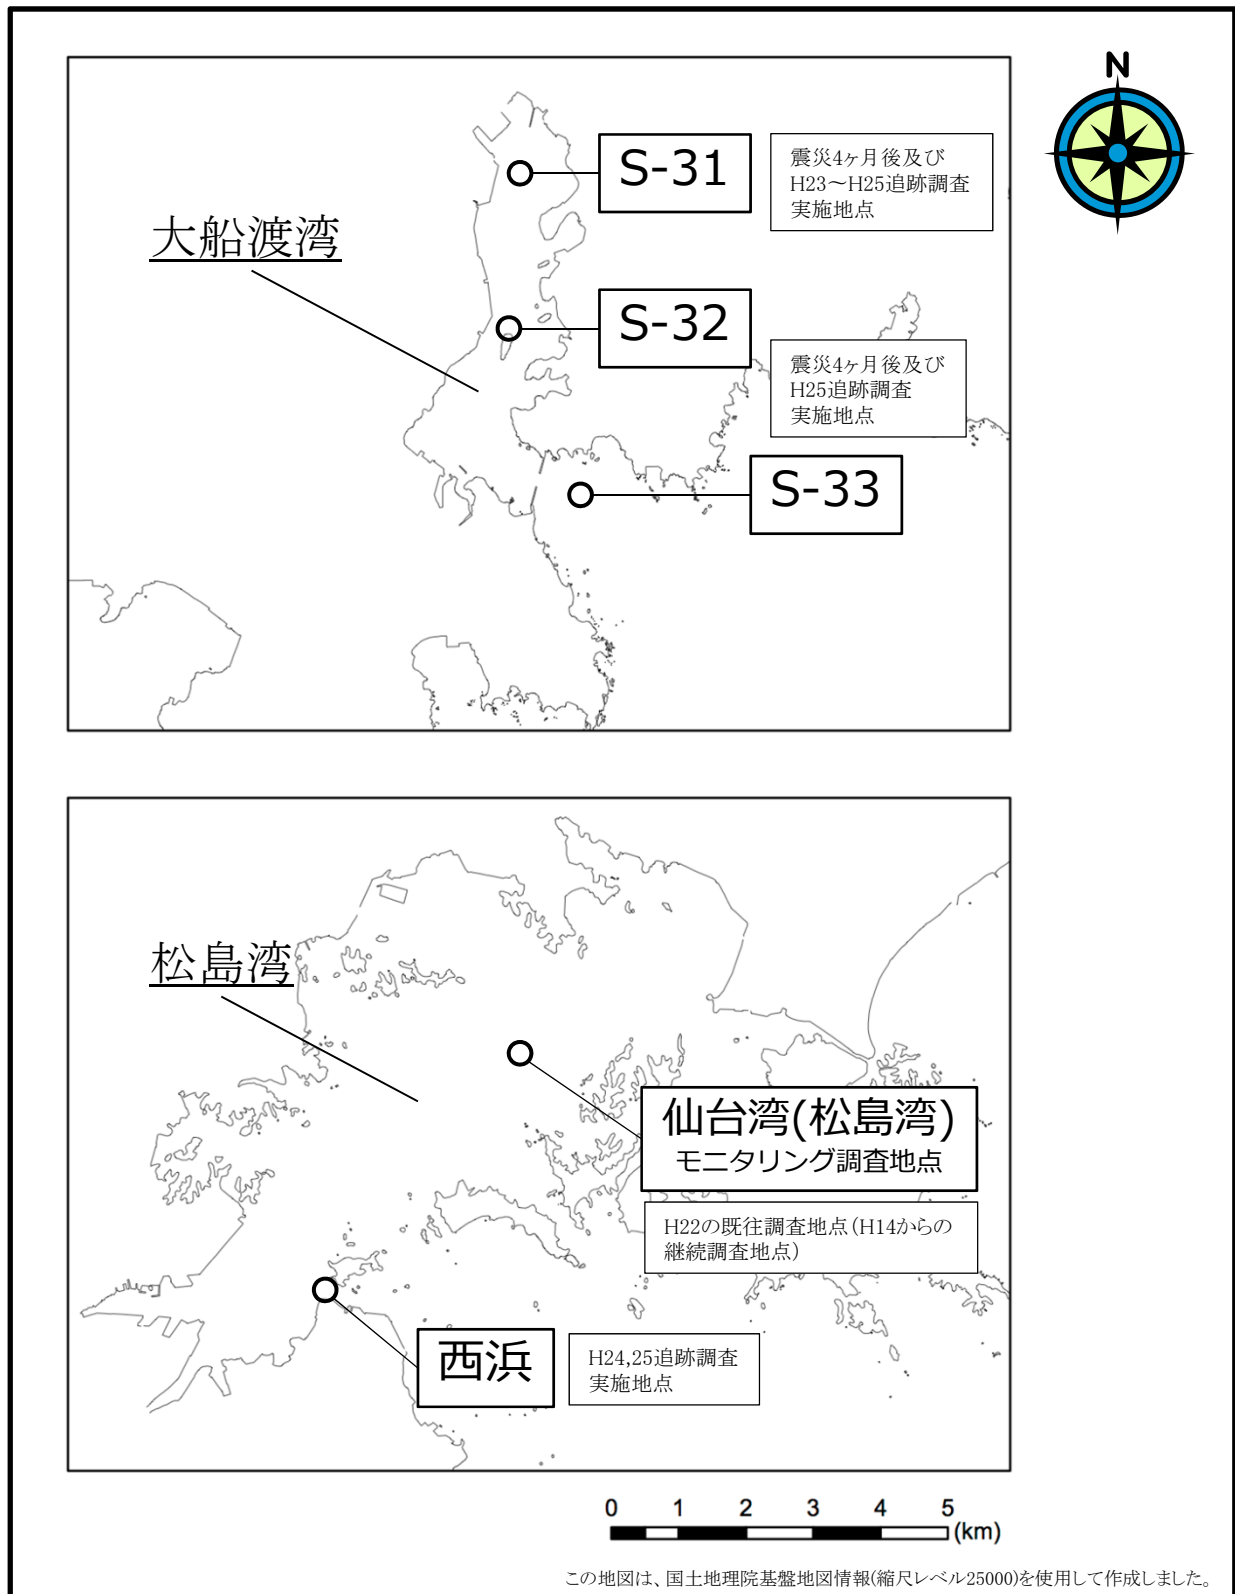 N
S-31
震災4ヶ月後及び
H23～H25追跡調査
実施地点
大船渡湾
S-32
震災4ヶ月後及び
H25追跡調査
実施地点
S-33
松島湾
仙台湾(松島湾)
モニタリング調査地点
H22の既往調査地点(H14からの
継続調査地点)
西浜
H24,25追跡調査
実施地点
0 1 2 3 4 5
(km)
この地図は、国土地理院基盤地図情報(縮尺レベル25000)を使用して作成しました。